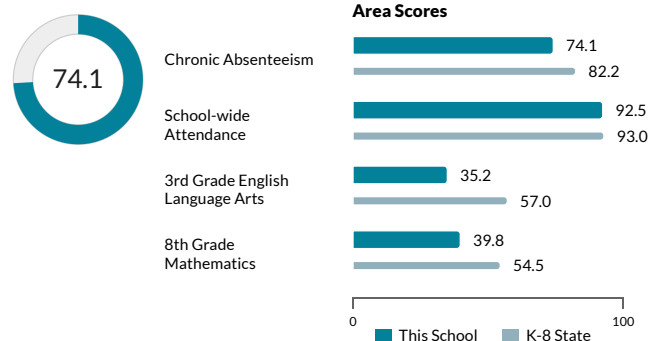 Area Scores
74.1
Chronic Absenteeism
74.1
82.2
School-wide
Attendance
92.5
93.0
3rd Grade English
Language Arts
35.2
57.0
8th Grade
Mathematics
39.8
54.5
0
100
This School
K-8 State